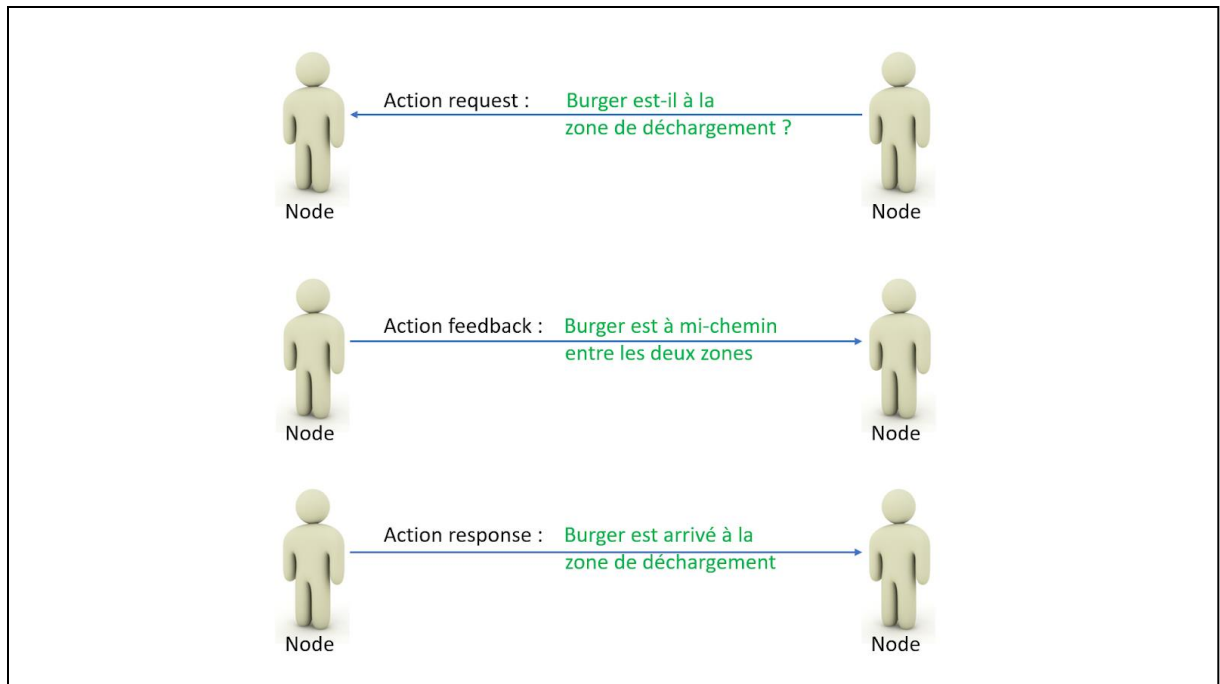 Action request : Burger est-il à la
zone de déchargement ?
Node Node
Action feedback : Burger est à mi-chemin
entre les deux zones
Node Node
Action response : Burger est arrivé à la
zone de déchargement
Node Node